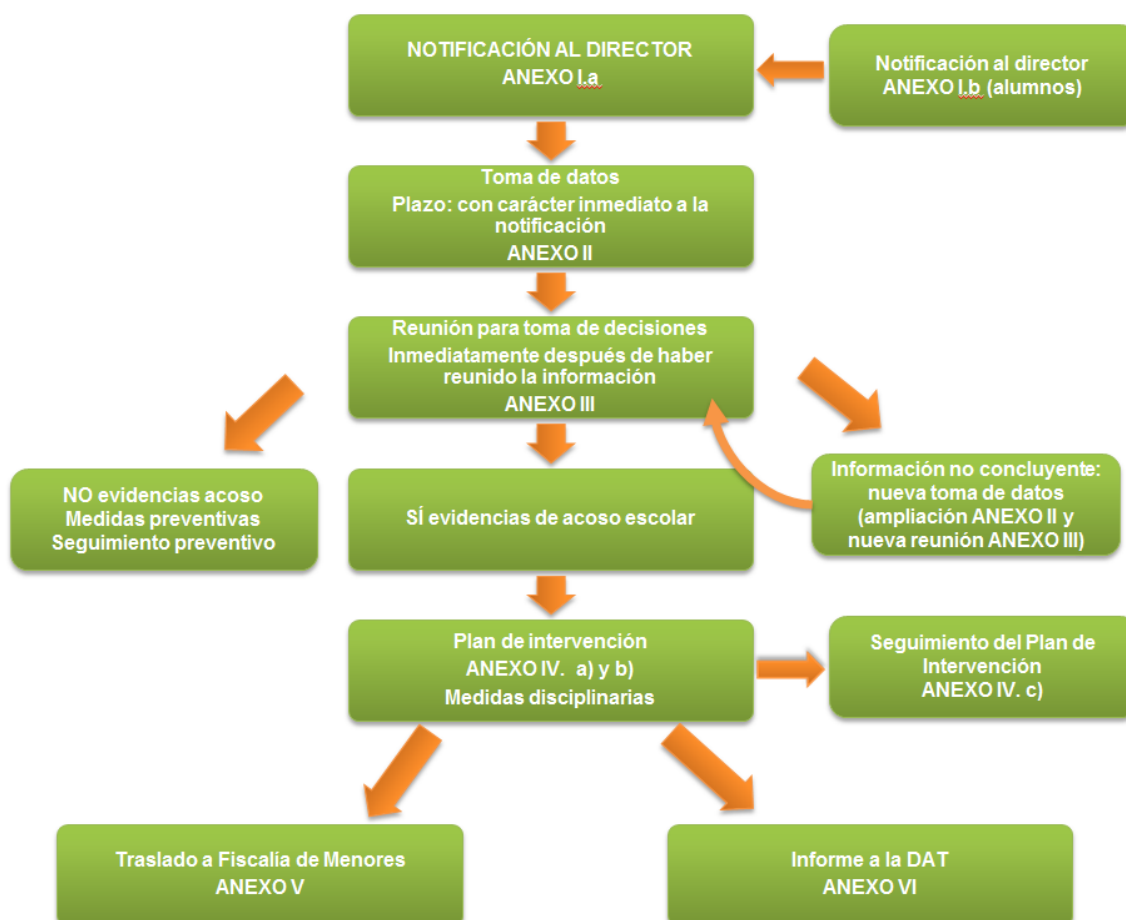 NOTIFICACIÓN AL DIRECTOR
ANEXO I.a
Notificación al director
ANEXO I.b (alumnos)
Toma de datos
Plazo: con carácter inmediato a la
notificación
ANEXO II
Reunión para toma de decisiones
Inmediatamente después de haber
reunido la información
ANEXO III
NO evidencias acoso
Medidas preventivas
Seguimiento preventivo
SÍ evidencias de acoso escolar
Información no concluyente:
nueva toma de datos
(ampliación ANEXO II y
nueva reunión ANEXO III)
Plan de intervención
ANEXO IV. a) y b)
Medidas disciplinarias
Seguimiento del Plan de
Intervención
ANEXO IV. c)
Traslado a Fiscalía de Menores
ANEXO V
Informe a la DAT
ANEXO VI